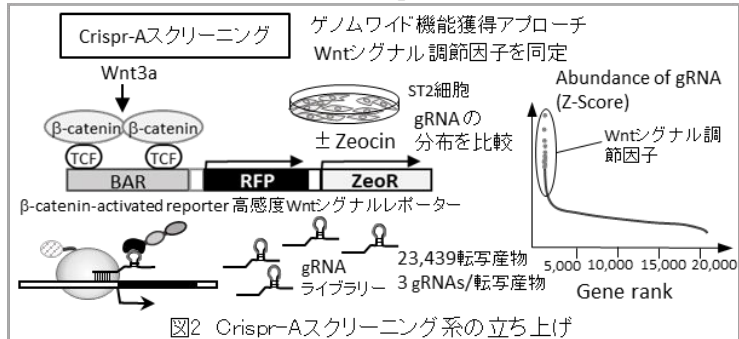 Crispr-Aスクリーニング
ゲノムワイド機能獲得アプローチ
Wntシグナル調節因子を同定
Wnt3a
β-catenin
β-catenin
TCF
TCF
BAR
RFP
ZeoR
ST2細胞
gRNAの
分布を比較
± Zeocin
β-catenin-activated reporter 高感度Wntシグナルレポーター
gRNA
ライブラリー
23,439転写産物
3 gRNAs/転写産物
Abundance of gRNA
(Z-Score)
Wntシグナル調
節因子
5,000
10,000
15,000
20,000
Gene rank
図2 Crispr-Aスクリーニング系の立ち上げ